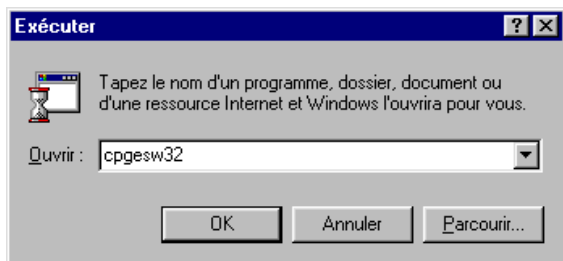 Exécuter
Tapez le nom d'un programme, dossier, document ou
d'une ressource Internet et Windows l'ouvrira pour vous.
Ouvrir : cpgesw32
OK Annuler Parcourir...